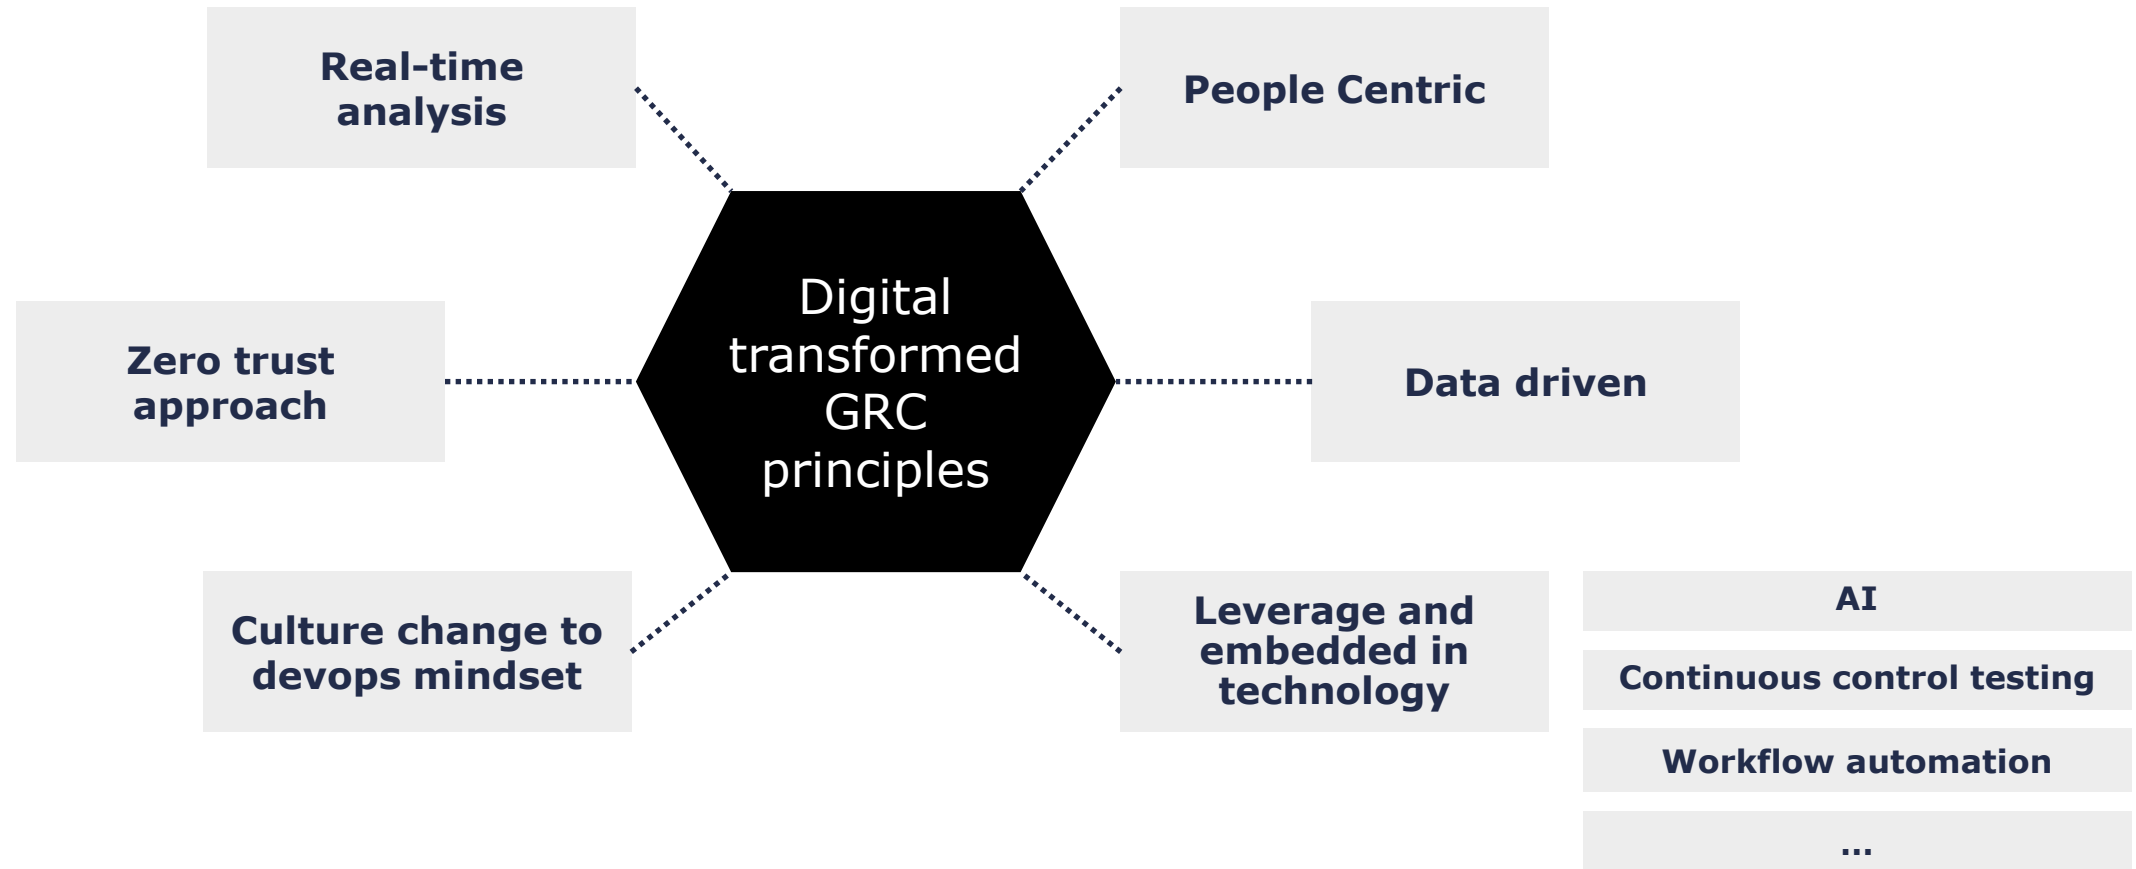 Real-time
analysis
People Centric
Digital
transformed
GRC
principles
Zero trust
approach
Data driven
Culture change to
devops mindset
Leverage and
embedded in
technology
AI
Continuous control testing
Workflow automation
...